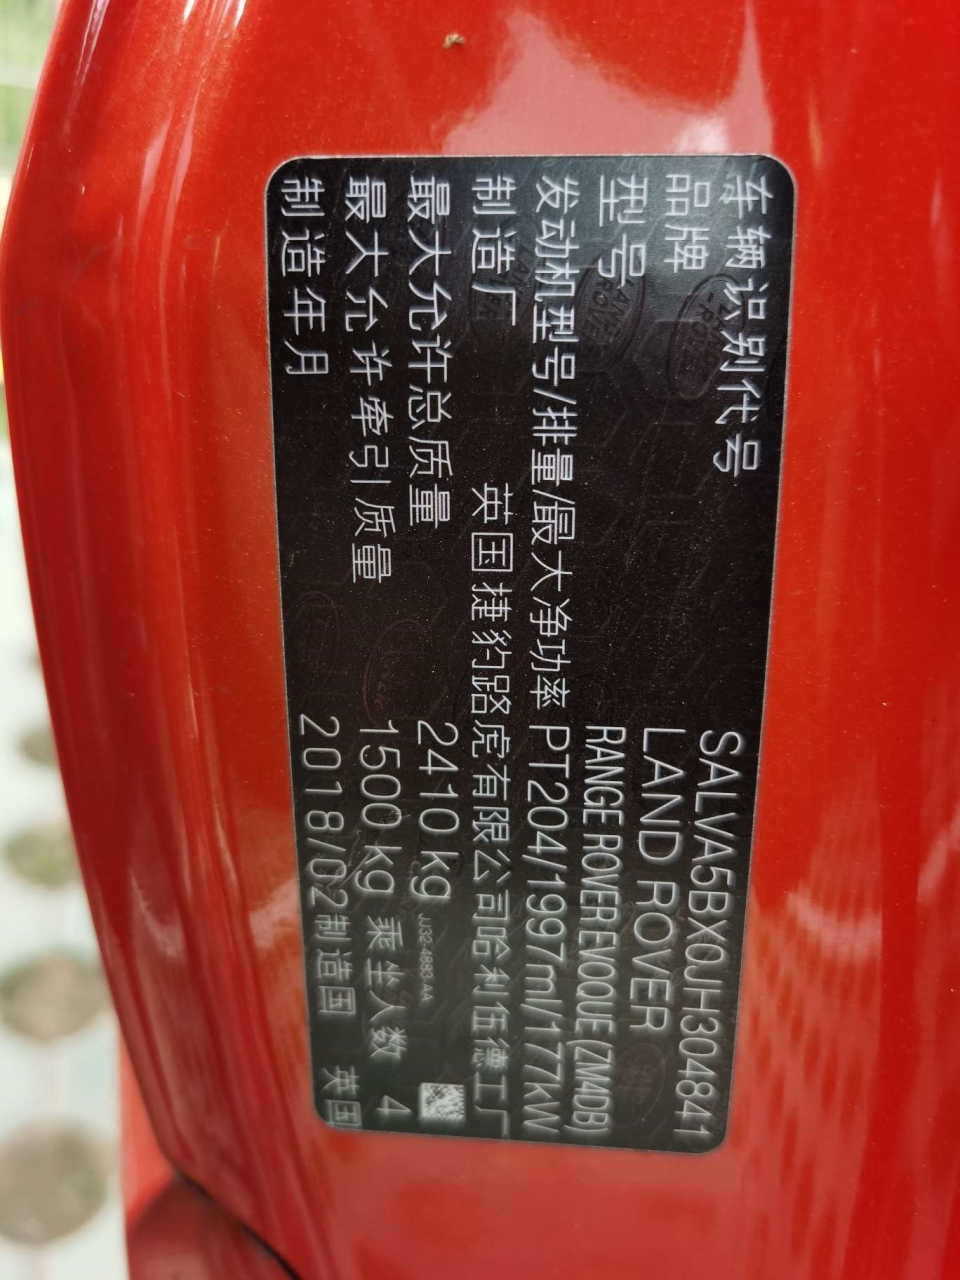 车辆识别代号 SALVA5BX0JH304841
品牌 LAND ROVER
型号 RANGE ROVER EVOQUE (ZN4DB)
发动机型号/排量/最大净功率 PT204/1997ml/177kW
制造厂 英国捷豹路虎有限公司哈利伍德工厂
最大允许总质量 2410 kg JJ32-4883-AA
最大允许牵引质量 1500 kg 乘坐人数 4
制造年月 2018/02 制造国 英国